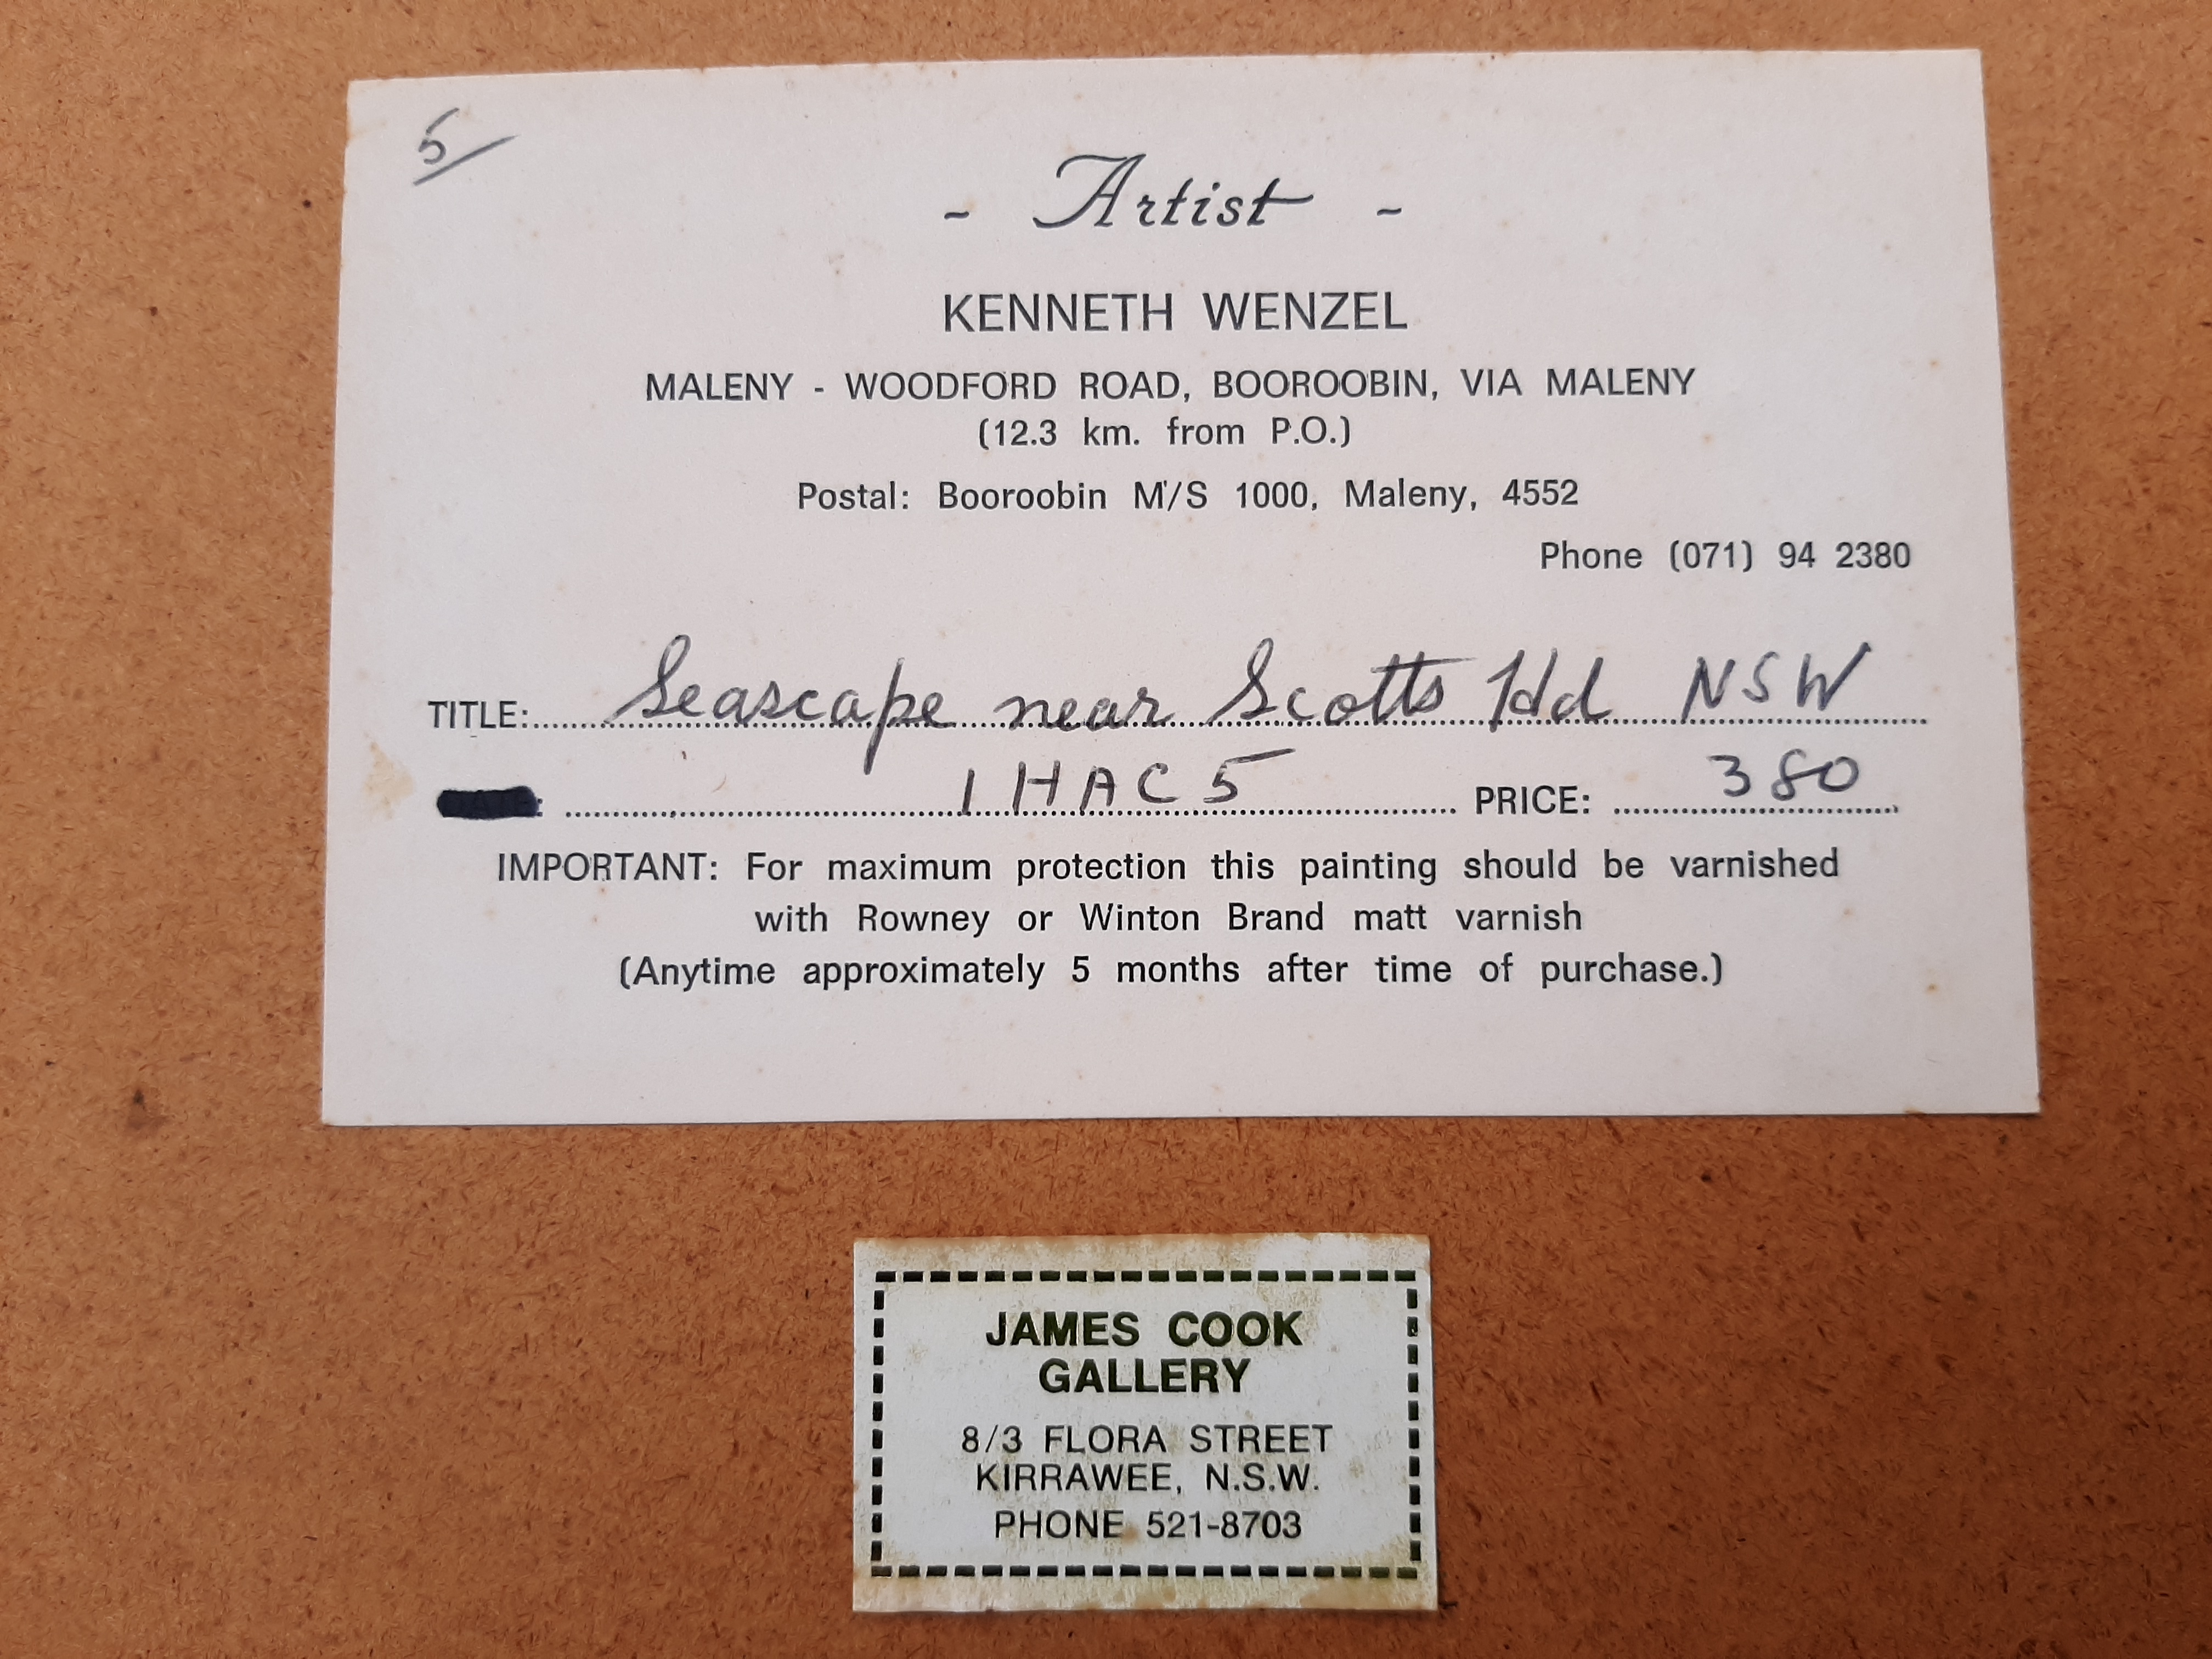 5
- Artist -
KENNETH WENZEL
MALENY - WOODFORD ROAD, BOOROOBIN, VIA MALENY
(12.3 km. from P.O.)
Postal: Booroobin M/S 1000, Maleny, 4552
Phone (071) 94 2380
TITLE: Seascape near Scotts Hd NSW
1 HAC 5 PRICE: 380
IMPORTANT: For maximum protection this painting should be varnished
with Rowney or Winton Brand matt varnish
(Anytime approximately 5 months after time of purchase.)
JAMES COOK
GALLERY
8/3 FLORA STREET
KIRRAWEE, N.S.W.
PHONE 521-8703